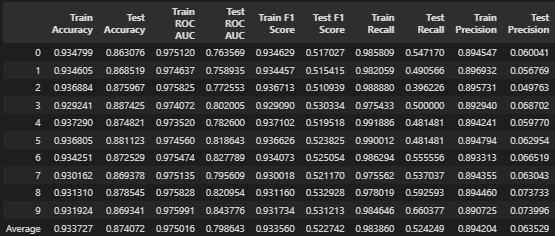 Train Accuracy Test Accuracy Train ROC AUC Test ROC AUC Train F1 Score Test F1 Score Train Recall Test Recall Train Precision Test Precision
0 0.934799 0.863076 0.975120 0.763569 0.934629 0.517027 0.985809 0.547170 0.894547 0.060041
1 0.934605 0.868519 0.974637 0.758935 0.934457 0.515415 0.982059 0.490566 0.896932 0.056769
2 0.936884 0.875967 0.975825 0.772553 0.936713 0.510939 0.988880 0.396226 0.895731 0.049763
3 0.929241 0.887425 0.974072 0.802005 0.929090 0.530334 0.975433 0.500000 0.892940 0.068702
4 0.937290 0.874821 0.973520 0.782600 0.937102 0.519518 0.991886 0.481481 0.894241 0.059770
5 0.936805 0.881123 0.974560 0.818643 0.936626 0.523825 0.990012 0.481481 0.894794 0.062954
6 0.934251 0.872529 0.975474 0.827789 0.934073 0.525054 0.986294 0.555556 0.893313 0.066519
7 0.930162 0.869378 0.975135 0.795609 0.930018 0.521170 0.975562 0.537037 0.894355 0.063043
8 0.931310 0.878545 0.975828 0.820954 0.931160 0.532928 0.978019 0.592593 0.894460 0.073733
9 0.931924 0.869341 0.975991 0.843776 0.931734 0.531213 0.984646 0.660377 0.890725 0.073996
Average 0.933727 0.874072 0.975016 0.798643 0.933560 0.522742 0.983860 0.524249 0.894204 0.063529